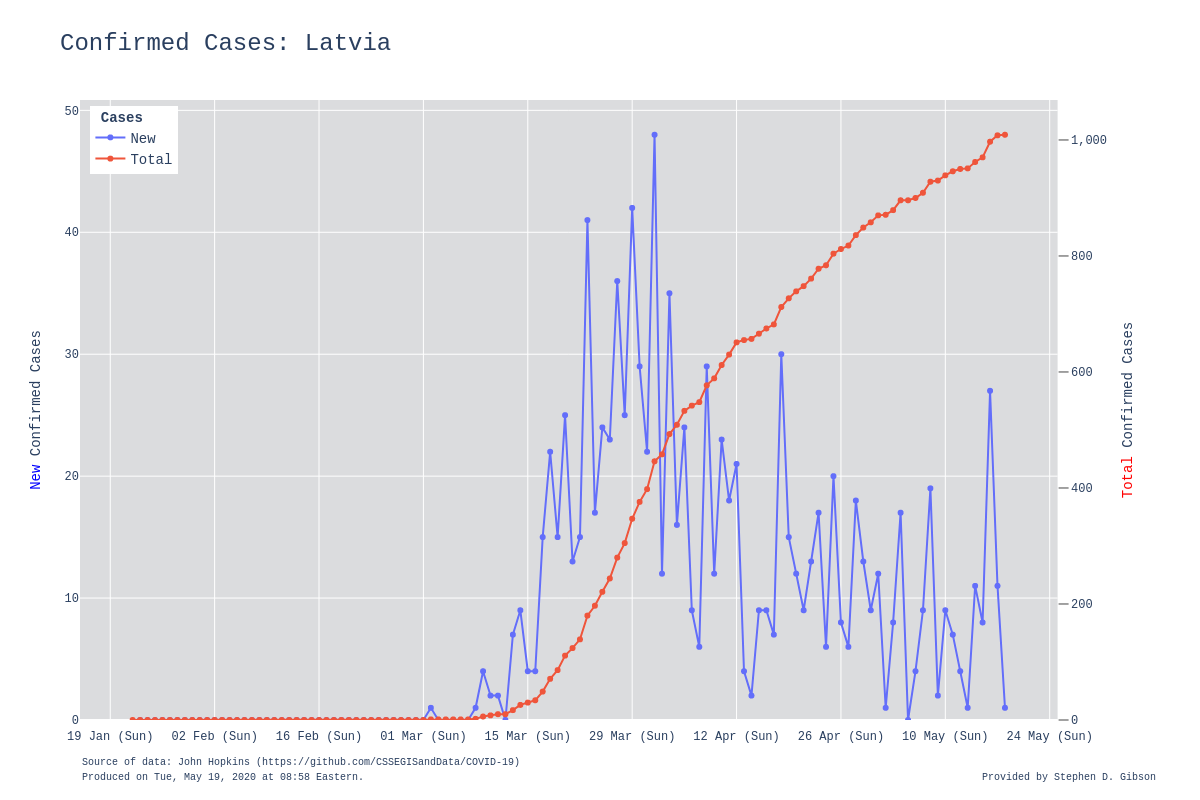 Confirmed Cases: Latvia
Cases
New
Total
50
40
30
20
10
0
1,000
800
600
400
200
0
New Confirmed Cases
Total Confirmed Cases
19 Jan (Sun) 02 Feb (Sun) 16 Feb (Sun) 01 Mar (Sun) 15 Mar (Sun) 29 Mar (Sun) 12 Apr (Sun) 26 Apr (Sun) 10 May (Sun) 24 May (Sun)
Source of data: John Hopkins (https://github.com/CSSEGISandData/COVID-19)
Produced on Tue, May 19, 2020 at 08:58 Eastern.
Provided by Stephen D. Gibson